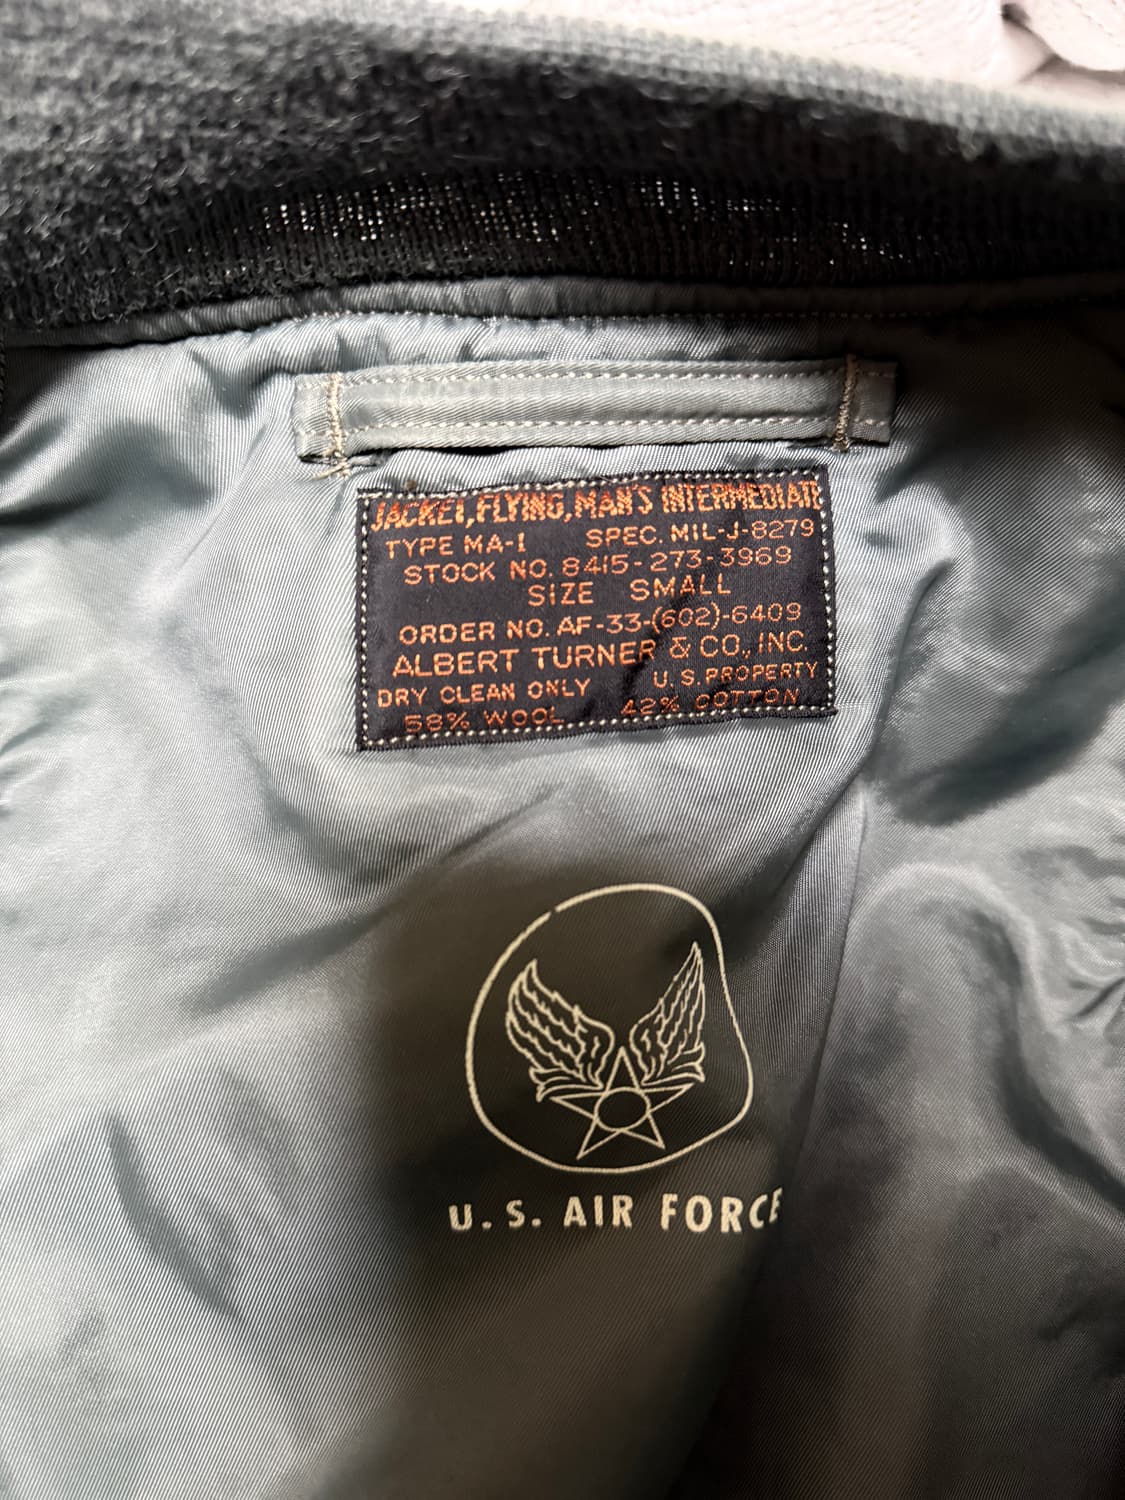 JACKET, FLYING, MAN'S INTERMEDIATE
TYPE MA-1 SPEC. MIL-J-8279
STOCK NO. 8415-273-3969
SIZE SMALL
ORDER NO. AF-33-(602)-6409
ALBERT TURNER & CO., INC.
DRY CLEAN ONLY U.S. PROPERTY
58% WOOL 42% COTTON
U.S. AIR FORCE